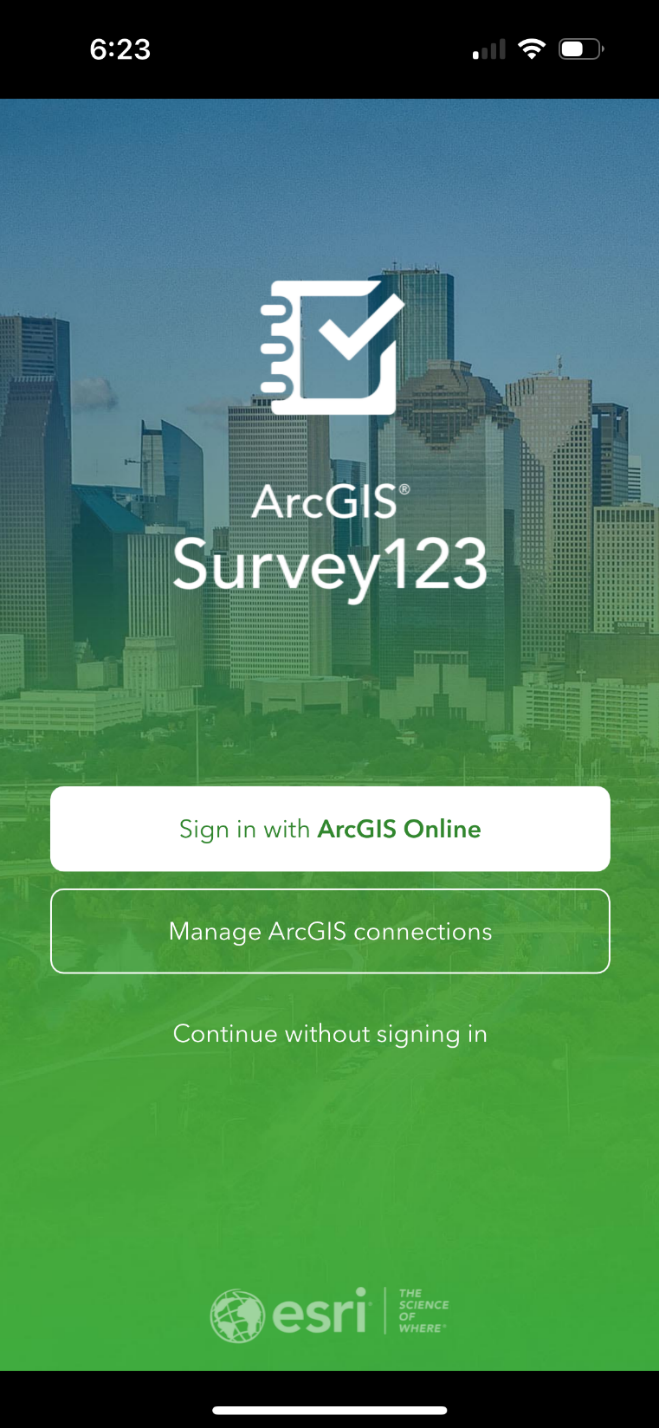 6:23
ArcGIS®
Survey123
Sign in with ArcGIS Online
Manage ArcGIS connections
Continue without signing in
esri
THE
SCIENCE
OF
WHERE®